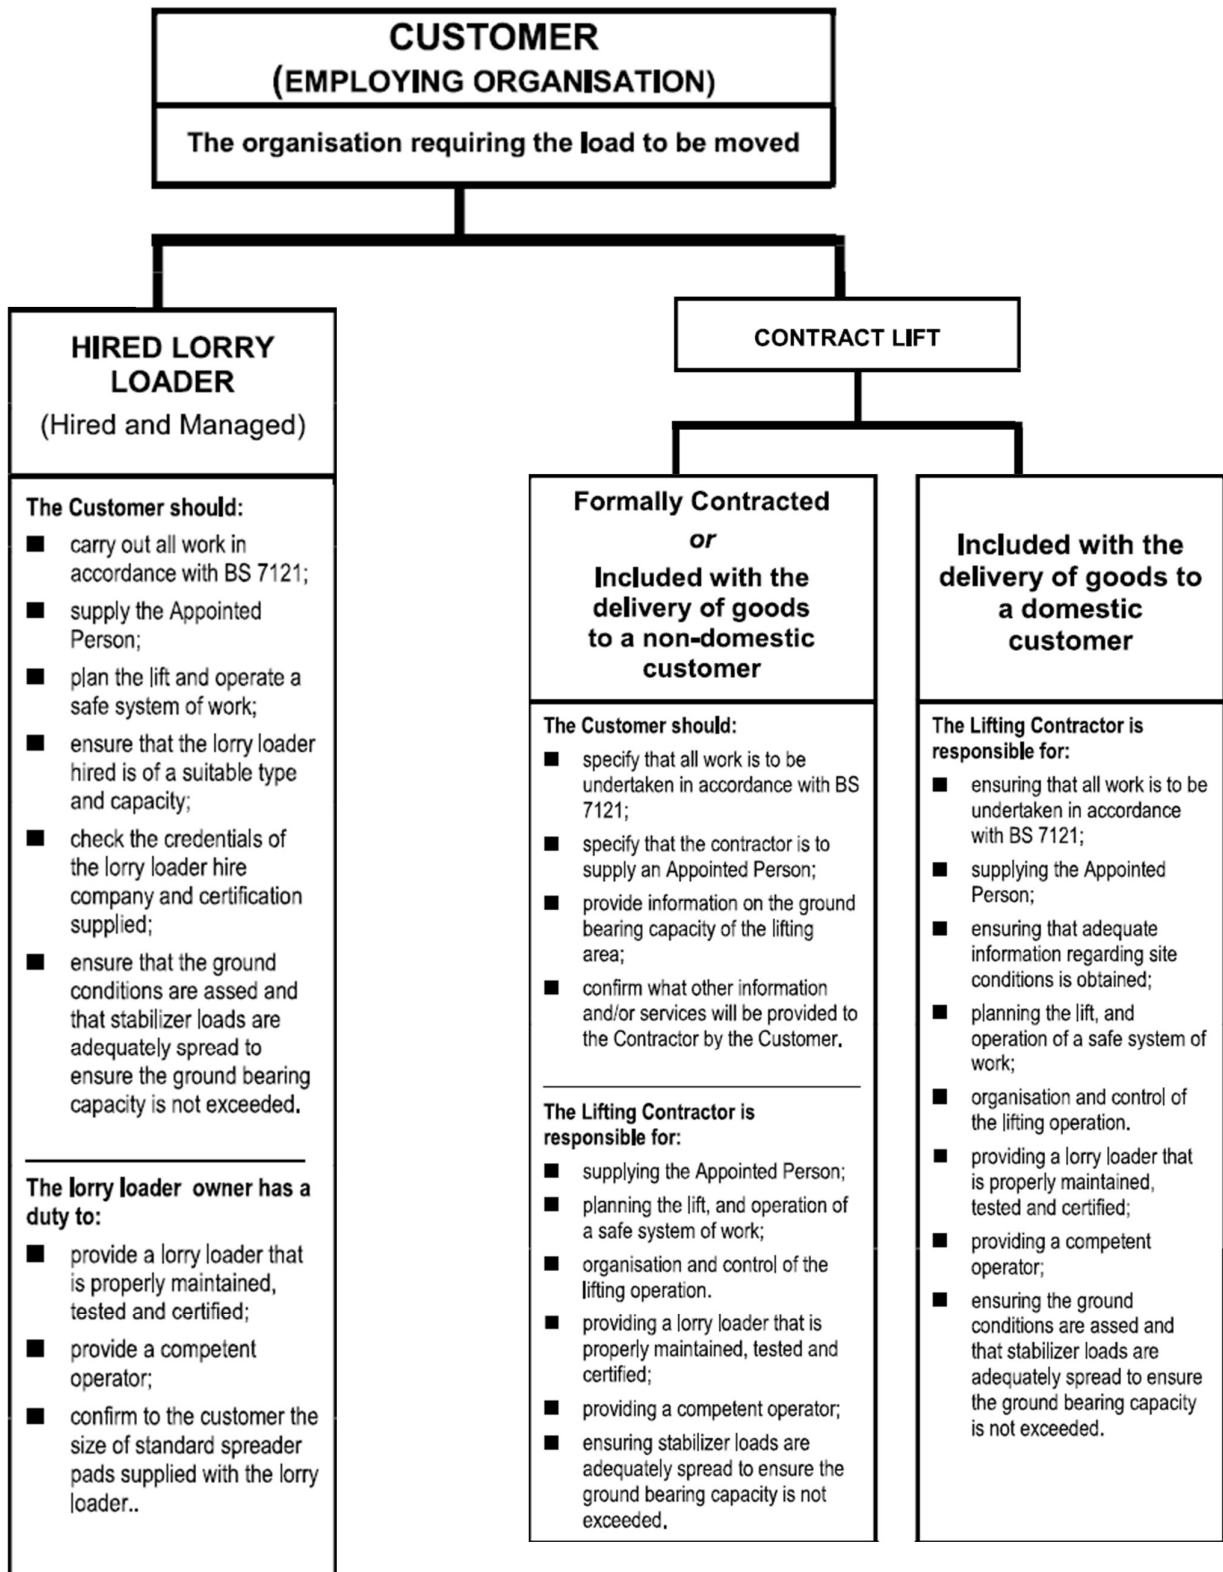 CUSTOMER
(EMPLOYING ORGANISATION)
The organisation requiring the load to be moved
HIRED LORRY
LOADER
(Hired and Managed)
The Customer should:
■ carry out all work in
accordance with BS 7121;
■ supply the Appointed
Person;
■ plan the lift and operate a
safe system of work;
■ ensure that the lorry loader
hired is of a suitable type
and capacity;
■ check the credentials of
the lorry loader hire
company and certification
supplied;
■ ensure that the ground
conditions are assed and
that stabilizer loads are
adequately spread to
ensure the ground bearing
capacity is not exceeded.
The lorry loader owner has a
duty to:
■ provide a lorry loader that
is properly maintained,
tested and certified;
■ provide a competent
operator;
■ confirm to the customer the
size of standard spreader
pads supplied with the lorry
loader..
CONTRACT LIFT
Formally Contracted
or
Included with the
delivery of goods
to a non-domestic
customer
The Customer should:
■ specify that all work is to be
undertaken in accordance with BS
7121;
■ specify that the contractor is to
supply an Appointed Person;
■ provide information on the ground
bearing capacity of the lifting
area;
■ confirm what other information
and/or services will be provided to
the Contractor by the Customer.
The Lifting Contractor is
responsible for:
■ supplying the Appointed Person;
■ planning the lift, and operation of
a safe system of work;
■ organisation and control of the
lifting operation.
■ providing a lorry loader that is
properly maintained, tested and
certified;
■ providing a competent operator;
■ ensuring stabilizer loads are
adequately spread to ensure the
ground bearing capacity is not
exceeded.
Included with the
delivery of goods to
a domestic
customer
The Lifting Contractor is
responsible for:
■ ensuring that all work is to be
undertaken in accordance
with BS 7121;
■ supplying the Appointed
Person;
■ ensuring that adequate
information regarding site
conditions is obtained;
■ planning the lift, and
operation of a safe system of
work;
■ organisation and control of
the lifting operation.
■ providing a lorry loader that
is properly maintained,
tested and certified;
■ providing a competent
operator;
■ ensuring the ground
conditions are assed and
that stabilizer loads are
adequately spread to ensure
the ground bearing capacity
is not exceeded.